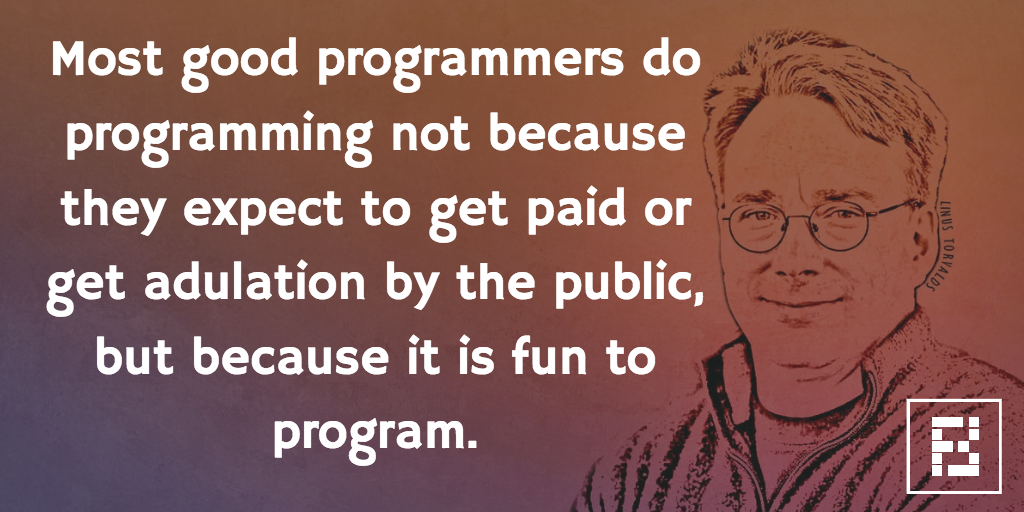 Most good programmers do
programming not because
they expect to get paid or
get adulation by the public,
but because it is fun to
program.
LINUS TORVALDS